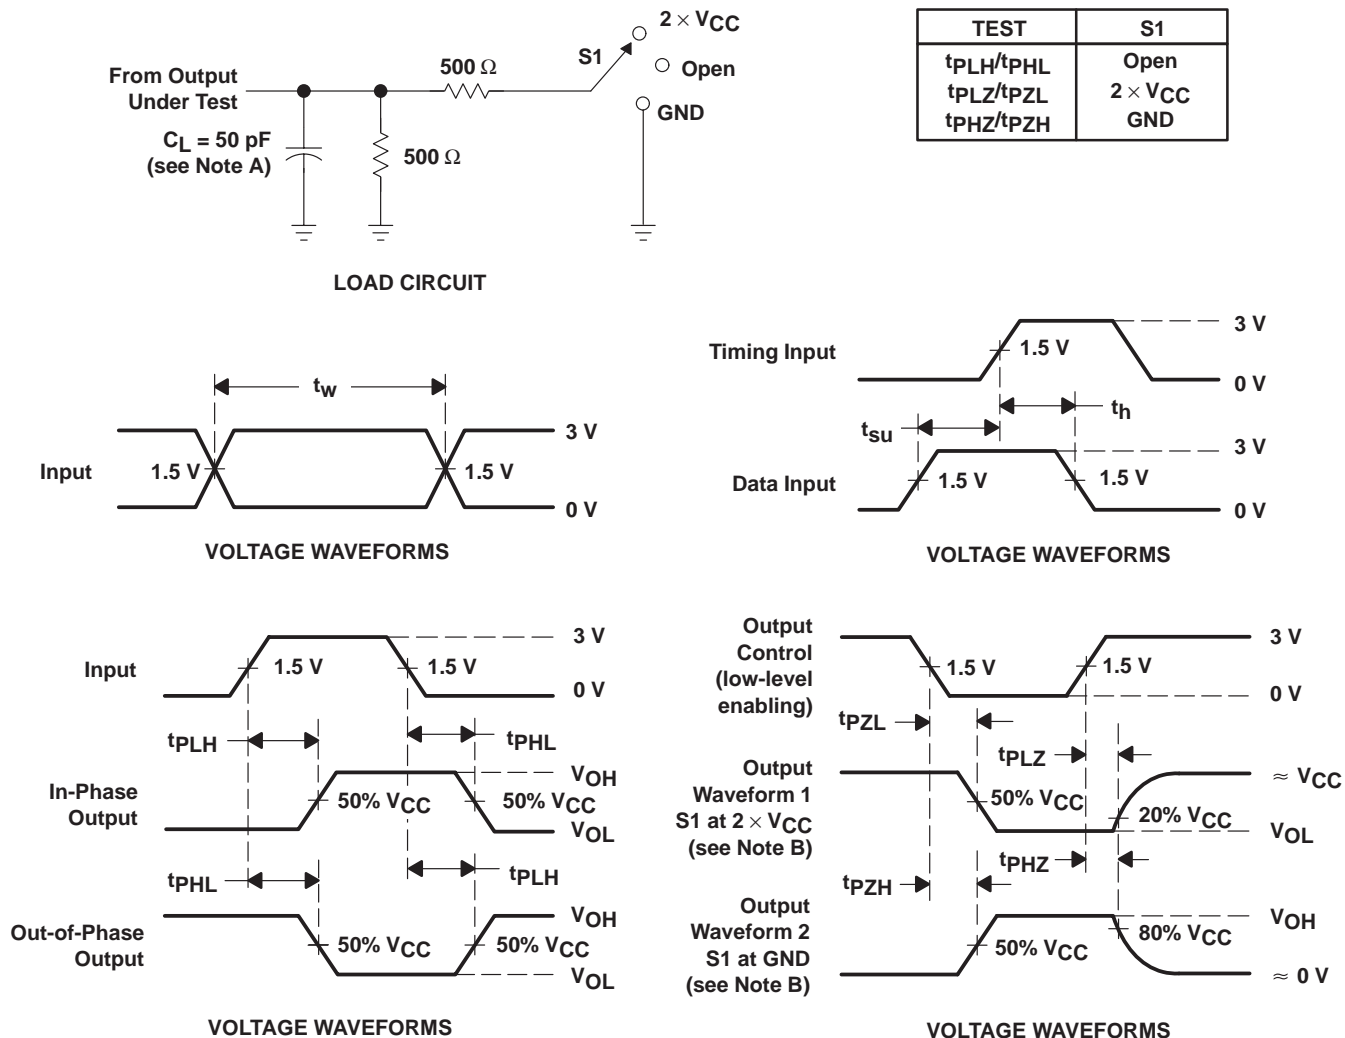 2 × VCC
S1
Open
GND
From Output
Under Test
500 Ω
CL = 50 pF
(see Note A)
500 Ω
LOAD CIRCUIT
TEST S1
tPLH/tPHL Open
tPLZ/tPZL 2 × VCC
tPHZ/tPZH GND
tw
Input
1.5 V
1.5 V
3 V
0 V
VOLTAGE WAVEFORMS
Timing Input
1.5 V
3 V
0 V
th
tsu
Data Input
1.5 V
1.5 V
3 V
0 V
VOLTAGE WAVEFORMS
Input
1.5 V
1.5 V
3 V
0 V
tPLH
tPHL
In-Phase
Output
50% VCC
50% VCC
VOH
VOL
tPHL
tPLH
Out-of-Phase
Output
50% VCC
50% VCC
VOH
VOL
VOLTAGE WAVEFORMS
Output
Control
(low-level
enabling)
1.5 V
1.5 V
3 V
0 V
tPZL
tPLZ
Output
Waveform 1
S1 at 2 × VCC
(see Note B)
50% VCC
20% VCC
≈ VCC
VOL
tPZH
tPHZ
Output
Waveform 2
S1 at GND
(see Note B)
50% VCC
80% VCC
VOH
≈ 0 V
VOLTAGE WAVEFORMS